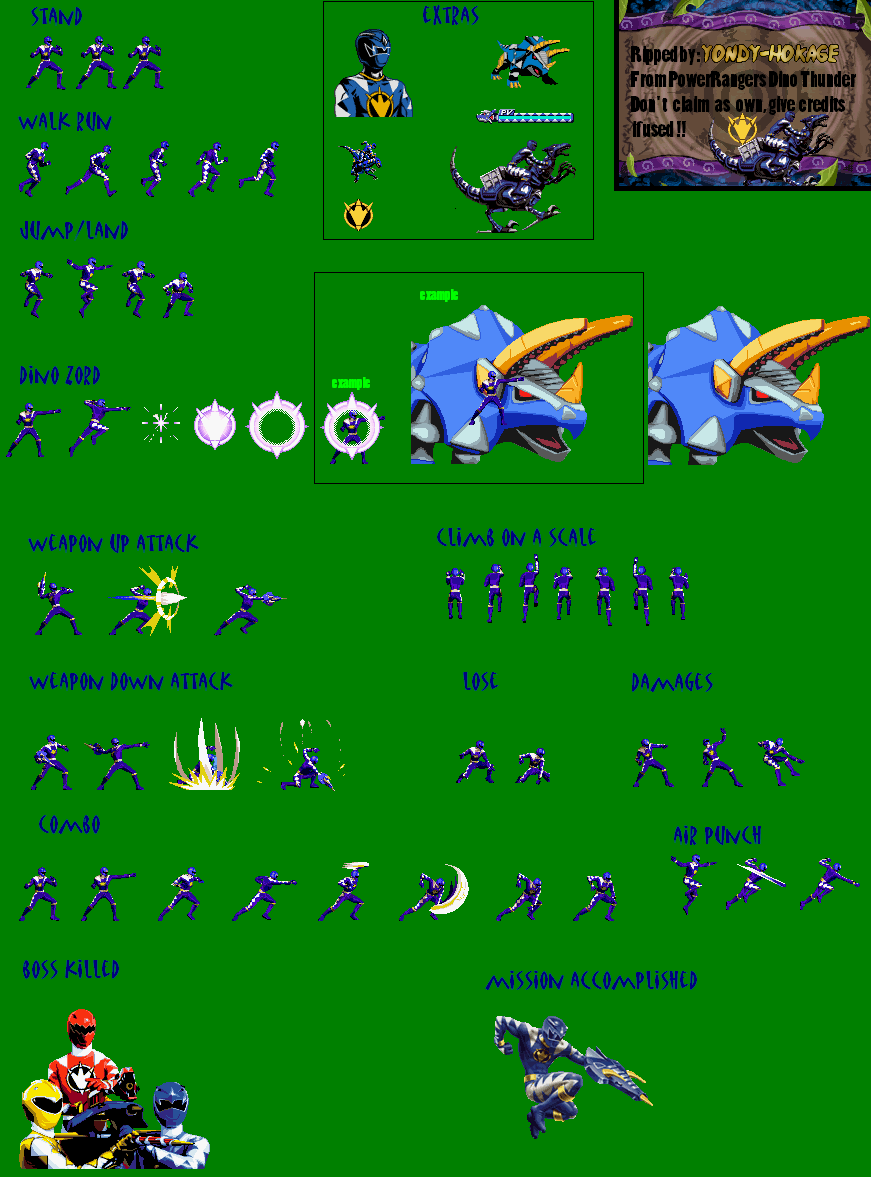 STAND
EXTRAS
Ripped by: YONDY-HOKAGE
From PowerRangers Dino Thunder
Don't claim as own, give credits
If used !!
WALK RUN
JUMP/LAND
example
DINO ZORD
example
WEAPON UP ATTACK
CLIMB ON A SCALE
WEAPON DOWN ATTACK
LOSE
DAMAGES
COMBO
AIR PUNCH
BOSS KILLED
MISSION ACCOMPLISHED